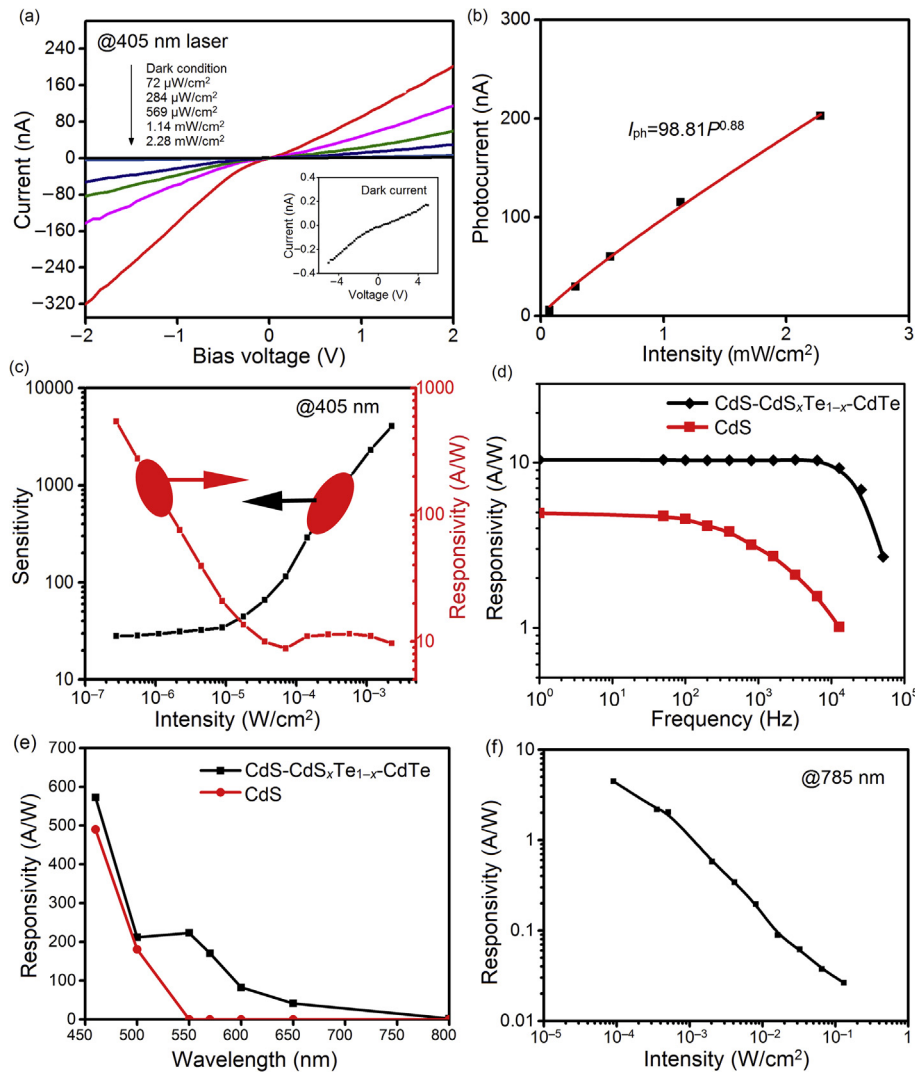 (a)
@405 nm laser
Dark condition
72 µW/cm²
284 µW/cm²
569 µW/cm²
1.14 mW/cm²
2.28 mW/cm²
240
160
80
0
−80
−160
−240
−320
Current (nA)
−2
−1
0
1
2
Bias voltage (V)
Dark current
0.4
0.2
0.0
−0.2
−0.4
Current (nA)
−4
0
4
Voltage (V)
(b)
300
200
100
0
Photocurrent (nA)
Iph=98.81P^0.88
0
1
2
3
Intensity (mW/cm²)
(c)
@405 nm
10000
1000
100
10
Sensitivity
1000
100
10
Responsivity (A/W)
10⁻⁷
10⁻⁶
10⁻⁵
10⁻⁴
10⁻³
Intensity (W/cm²)
(d)
CdS-CdSₓTe₁₋ₓ-CdTe
CdS
10
1
Responsivity (A/W)
10⁰
10¹
10²
10³
10⁴
10⁵
Frequency (Hz)
(e)
CdS-CdSₓTe₁₋ₓ-CdTe
CdS
700
600
500
400
300
200
100
0
Responsivity (A/W)
450
500
550
600
650
700
750
800
Wavelength (nm)
(f)
@785 nm
10
1
0.1
0.01
Responsivity (A/W)
10⁻⁵
10⁻⁴
10⁻³
10⁻²
10⁻¹
10⁰
Intensity (W/cm²)